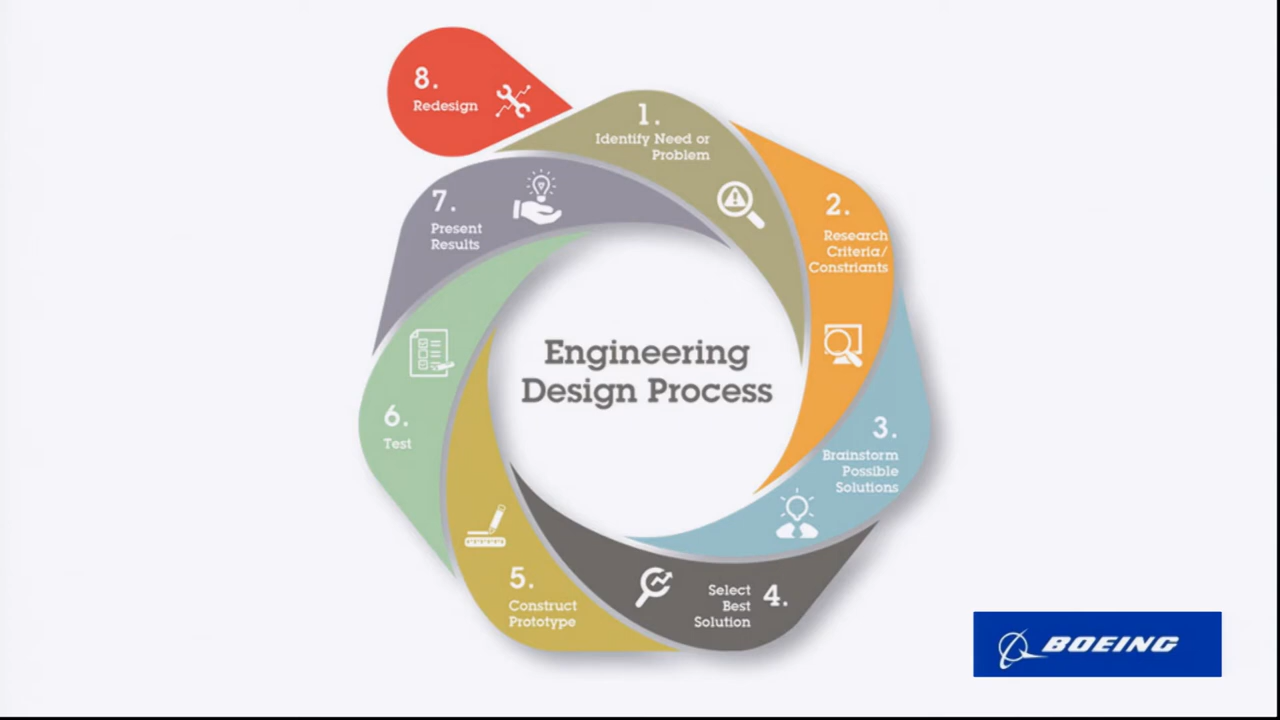 8.
Redesign
1.
Identify Need or
Problem
2.
Research
Criteria/
Constriants
3.
Brainstorm
Possible
Solutions
4.
Select
Best
Solution
5.
Construct
Prototype
6.
Test
7.
Present
Results
Engineering
Design Process
BOEING